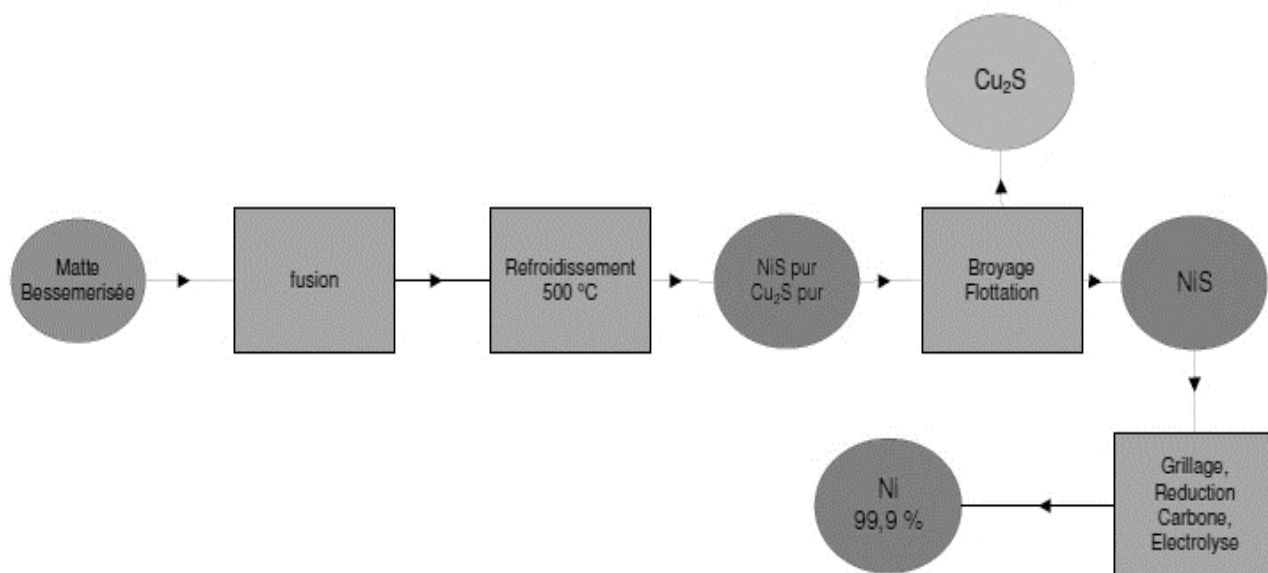 Cu₂S
Matte
Bessemerisée
fusion
Refroidissement
500 ºC
NiS pur
Cu₂S pur
Broyage
Flottation
NiS
Grillage,
Reduction
Carbone,
Electrolyse
Ni
99,9 %